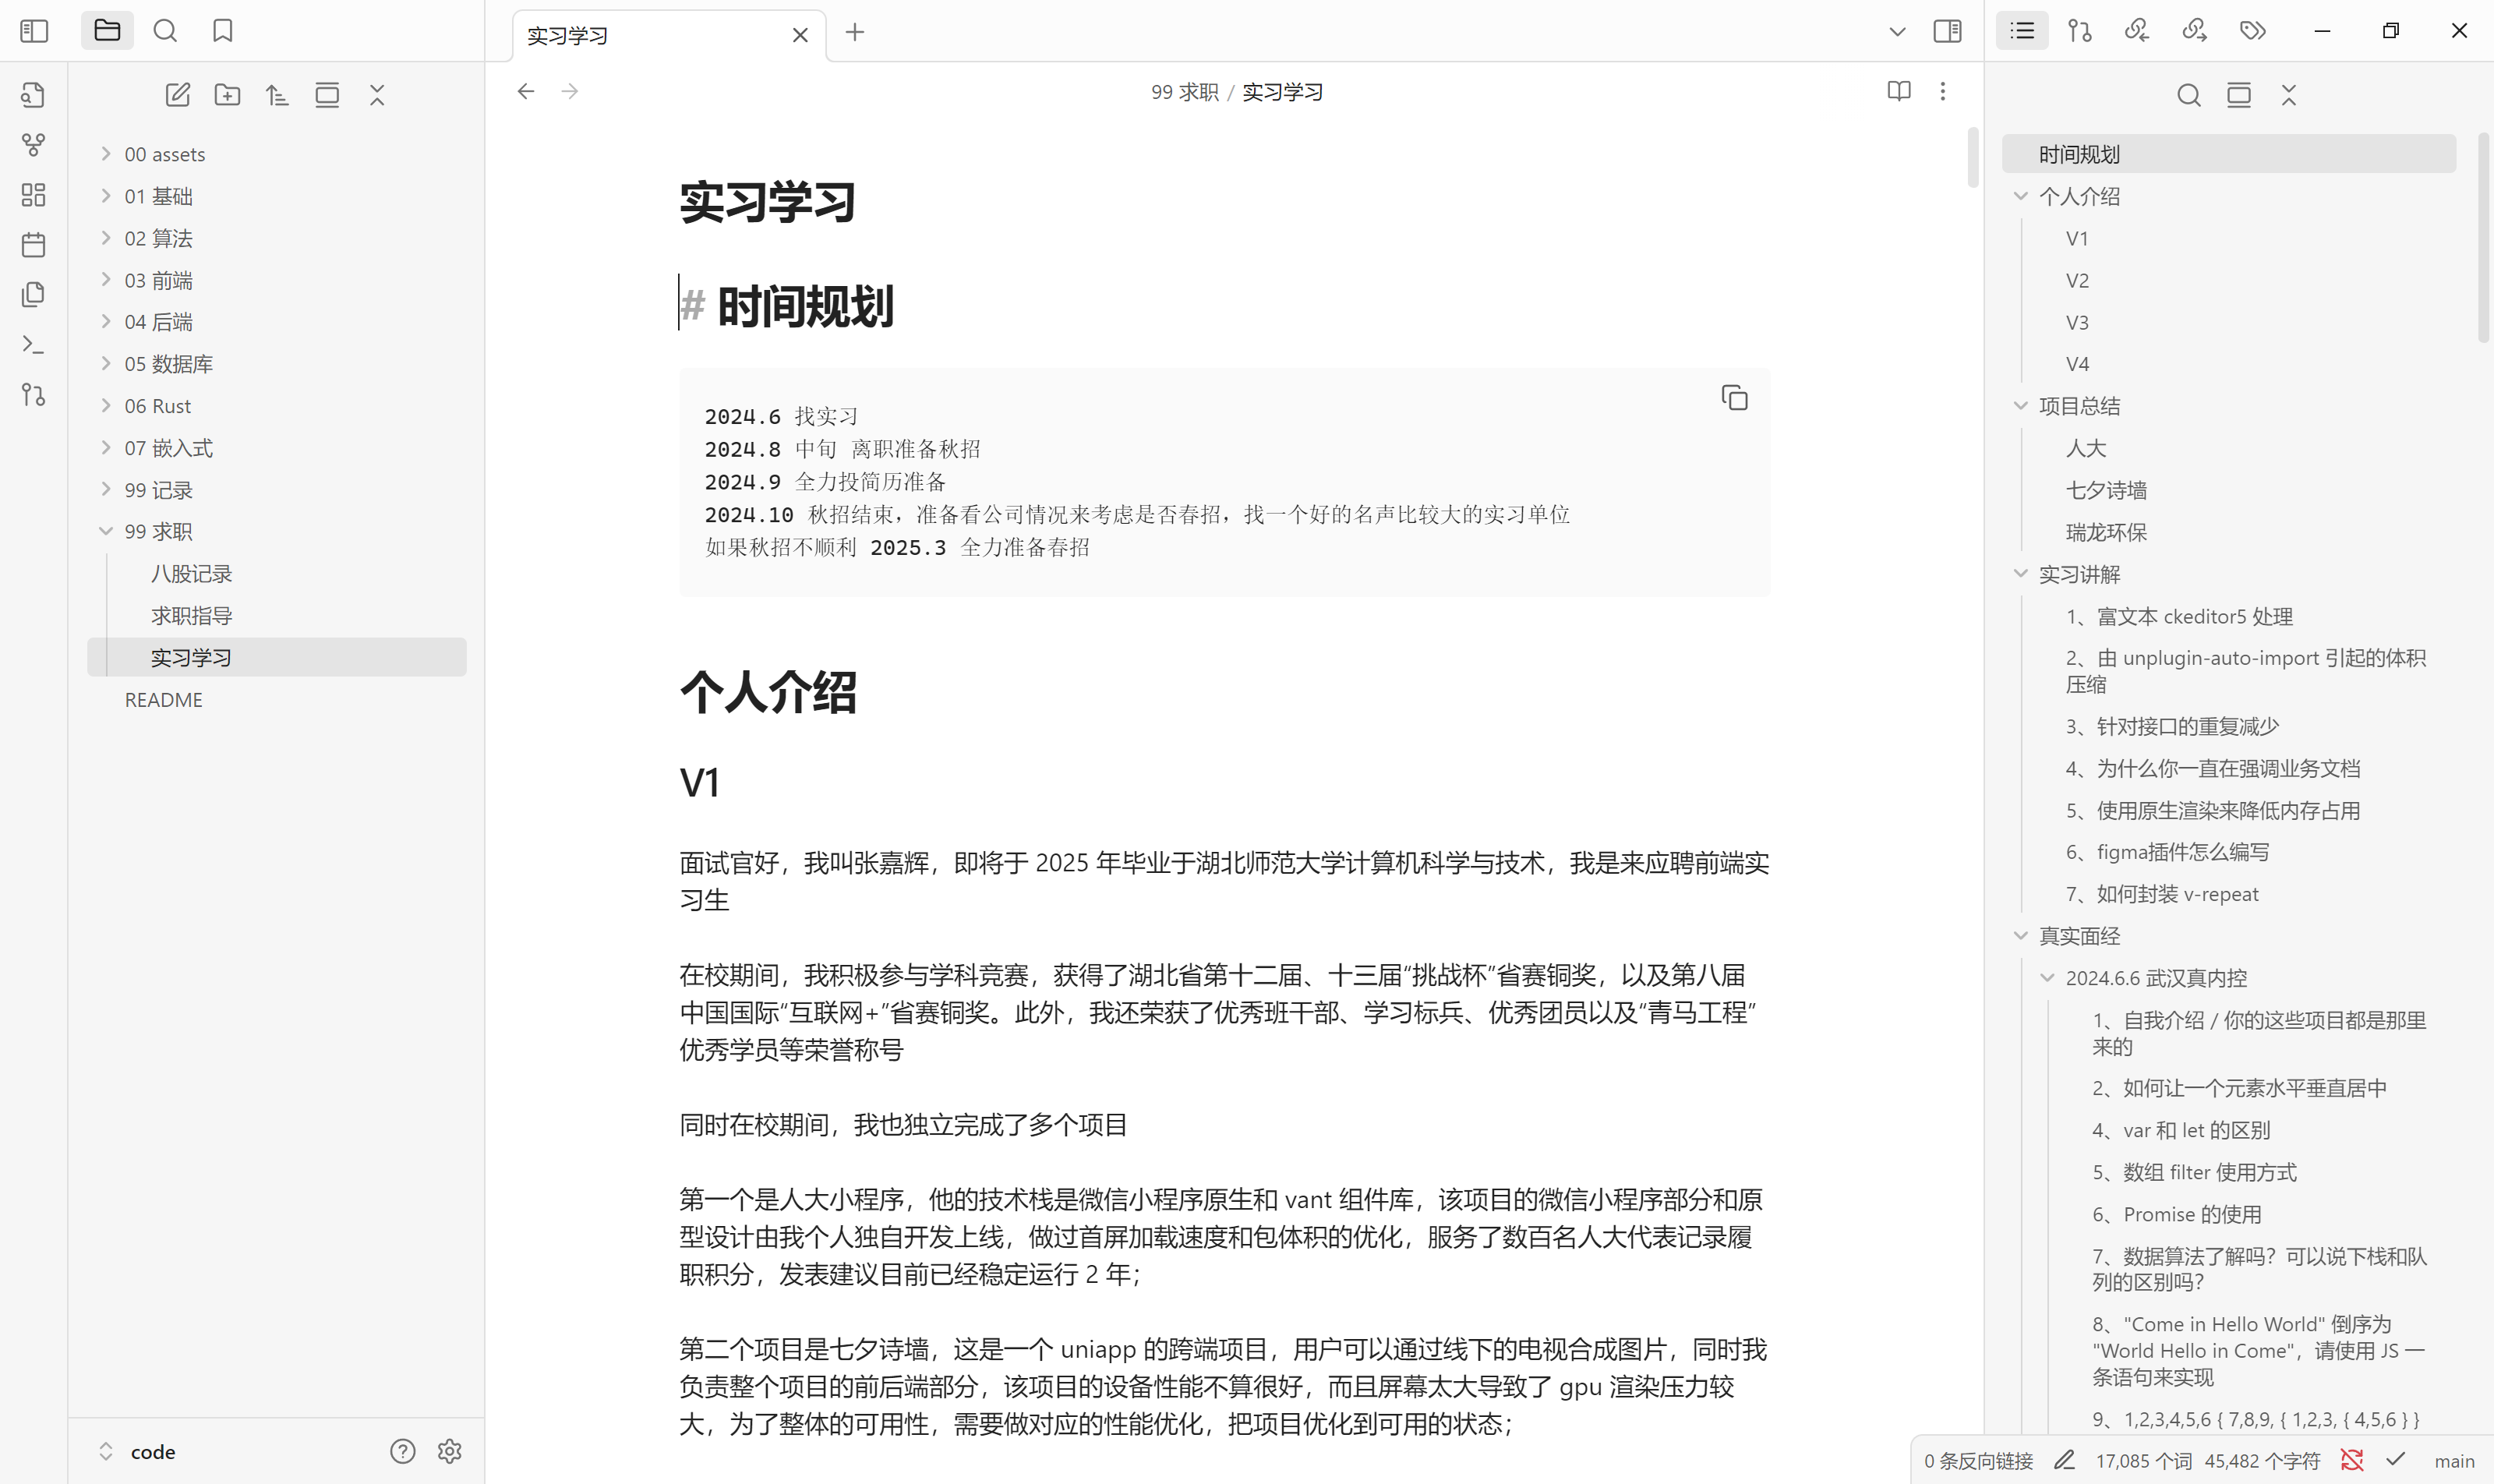 实习学习
99 求职 / 实习学习
00 assets
01 基础
02 算法
03 前端
04 后端
05 数据库
06 Rust
07 嵌入式
99 记录
99 求职
八股记录
求职指导
实习学习
README
code
实习学习
# 时间规划
2024.6 找实习
2024.8 中旬 离职准备秋招
2024.9 全力投简历准备
2024.10 秋招结束，准备看公司情况来考虑是否春招，找一个好的名声比较大的实习单位
如果秋招不顺利 2025.3 全力准备春招
个人介绍
V1
面试官好，我叫张嘉辉，即将于 2025 年毕业于湖北师范大学计算机科学与技术，我是来应聘前端实
习生
在校期间，我积极参与学科竞赛，获得了湖北省第十二届、十三届“挑战杯”省赛铜奖，以及第八届
中国国际“互联网+”省赛铜奖。此外，我还荣获了优秀班干部、学习标兵、优秀团员以及“青马工程”
优秀学员等荣誉称号
同时在校期间，我也独立完成了多个项目
第一个是人大小程序，他的技术栈是微信小程序原生和 vant 组件库，该项目的微信小程序部分和原
型设计由我个人独自开发上线，做过首屏加载速度和包体积的优化，服务了数百名人大代表记录履
职积分，发表建议目前已经稳定运行 2 年；
第二个项目是七夕诗墙，这是一个 uniapp 的跨端项目，用户可以通过线下的电视合成图片，同时我
负责整个项目的前后端部分，该项目的设备性能不算很好，而且屏幕太大导致了 gpu 渲染压力较
大，为了整体的可用性，需要做对应的性能优化，把项目优化到可用的状态；
时间规划
个人介绍
V1
V2
V3
V4
项目总结
人大
七夕诗墙
瑞龙环保
实习讲解
1、富文本 ckeditor5 处理
2、由 unplugin-auto-import 引起的体积
压缩
3、针对接口的重复减少
4、为什么你一直在强调业务文档
5、使用原生渲染来降低内存占用
6、figma插件怎么编写
7、如何封装 v-repeat
真实面经
2024.6.6 武汉真内控
1、自我介绍 / 你的这些项目都是那里
来的
2、如何让一个元素水平垂直居中
4、var 和 let 的区别
5、数组 filter 使用方式
6、Promise 的使用
7、数据算法了解吗？可以说下栈和队
列的区别吗？
8、"Come in Hello World" 倒序为
"World Hello in Come"，请使用 JS 一
条语句来实现
9、1,2,3,4,5,6 { 7,8,9, { 1,2,3, { 4,5,6 } }
0 条反向链接 17,085 个词 45,482 个字符 main